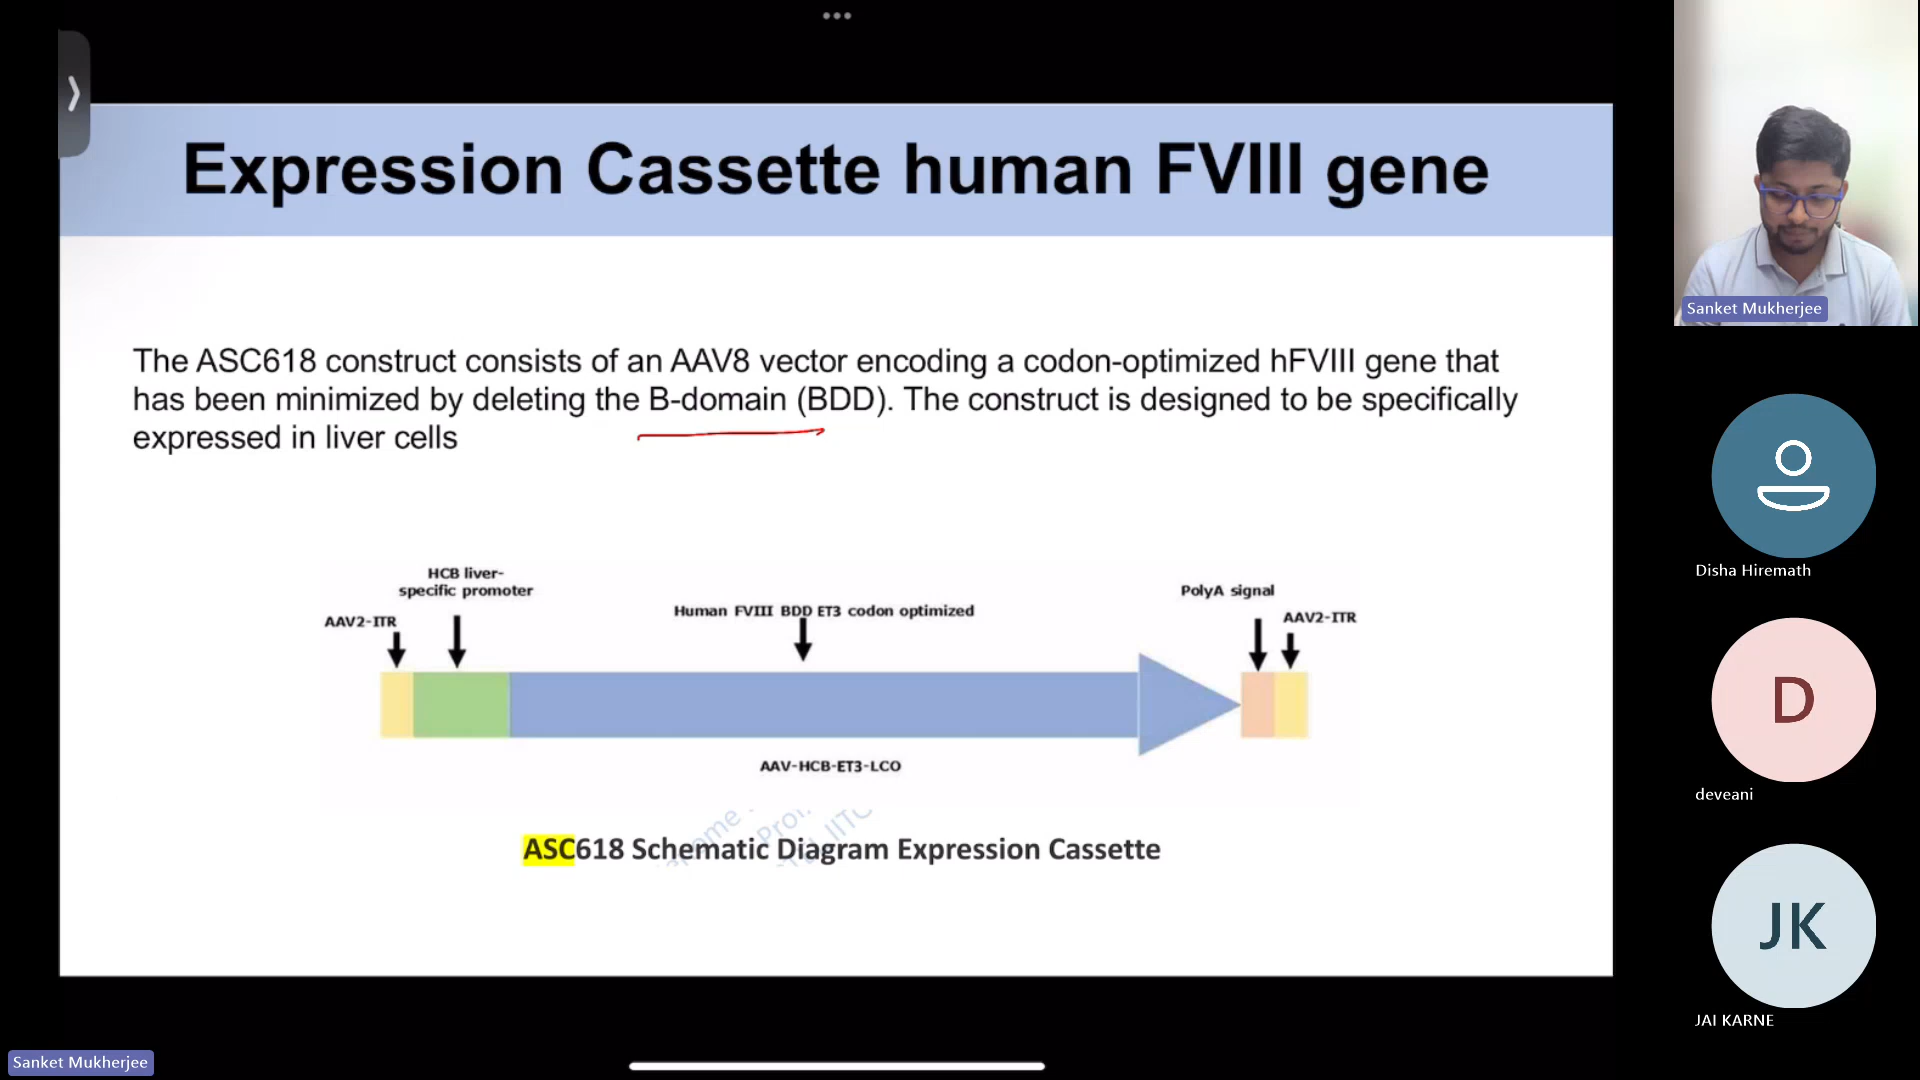 Expression Cassette human FVIII gene
The ASC618 construct consists of an AAV8 vector encoding a codon-optimized hFVIII gene that
has been minimized by deleting the B-domain (BDD). The construct is designed to be specifically
expressed in liver cells
HCB liver-
specific promoter
AAV2-ITR
Human FVIII BDD ET3 codon optimized
PolyA signal
AAV2-ITR
AAV-HCB-ET3-LCO
ASC618 Schematic Diagram Expression Cassette
Sanket Mukherjee
Disha Hiremath
D
deveani
JK
JAI KARNE
Sanket Mukherjee